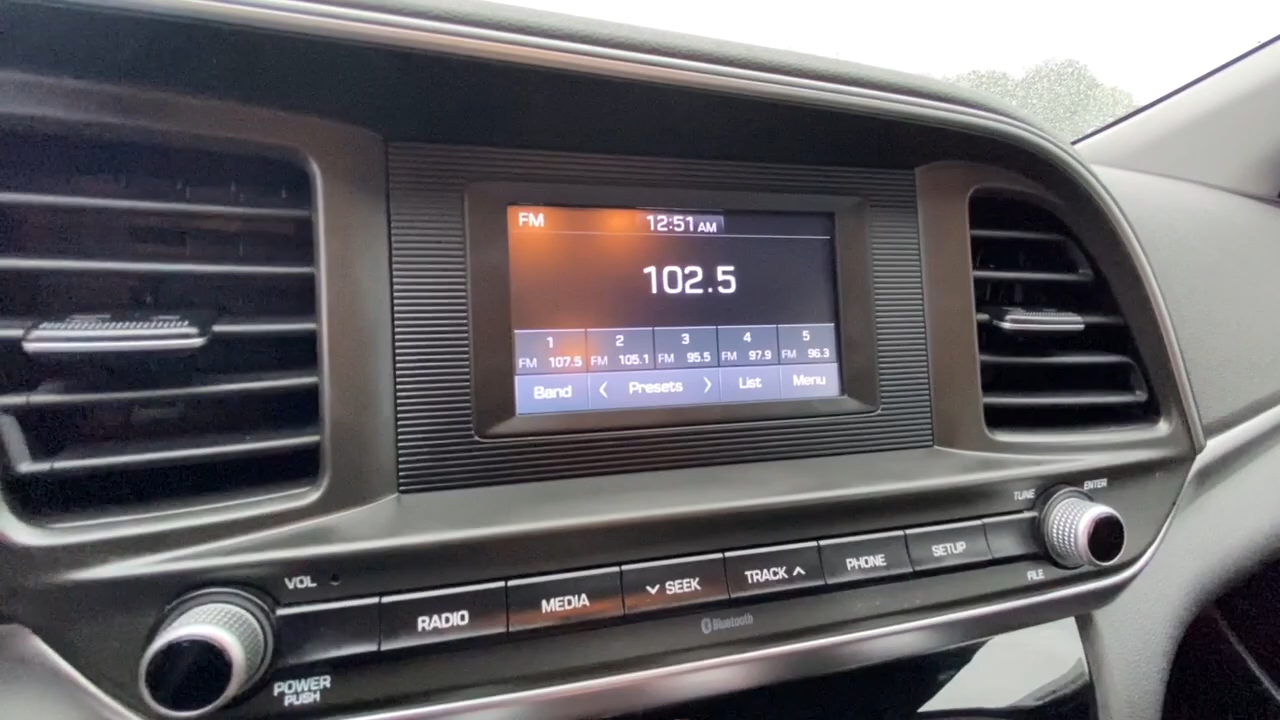 FM 12:51 AM
102.5
1 2 3 4 5
FM 107.5 FM 105.1 FM 95.5 FM 97.9 FM 96.3
Band < Presets > List Menu
TUNE ENTER
VOL RADIO MEDIA ∨ SEEK TRACK ∧ PHONE SETUP
FILE
Bluetooth
POWER
PUSH